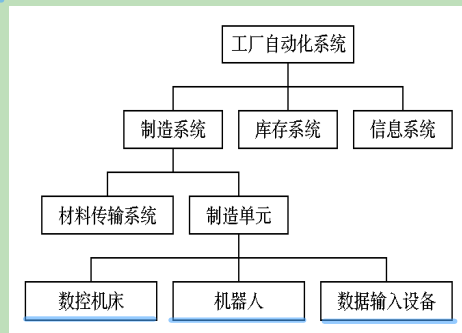 工厂自动化系统
制造系统
库存系统
信息系统
材料传输系统
制造单元
数控机床
机器人
数据输入设备